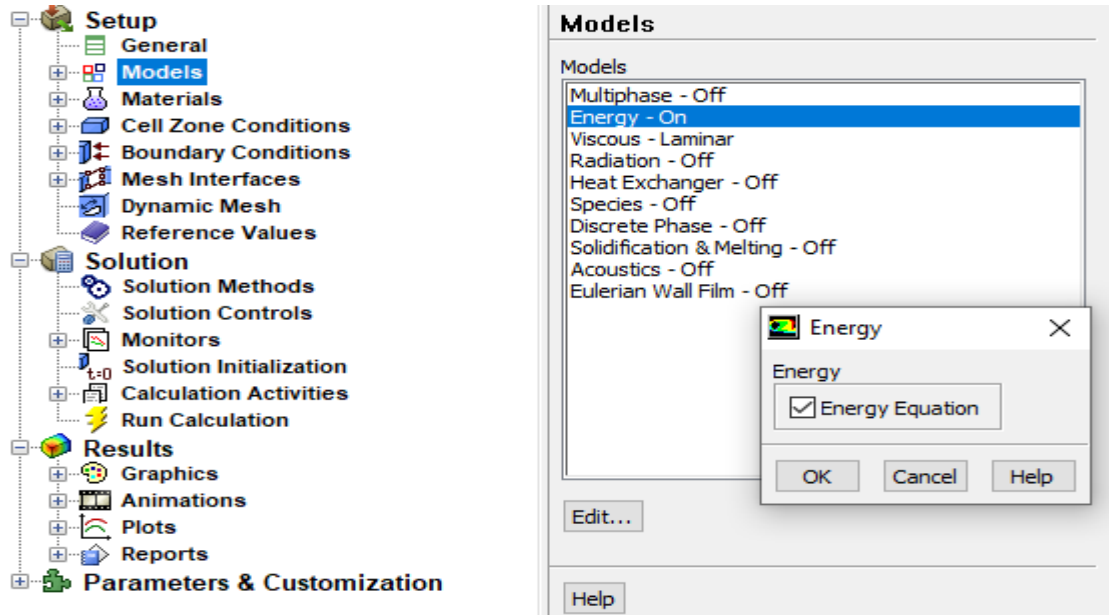 Setup
General
Models
Materials
Cell Zone Conditions
Boundary Conditions
Mesh Interfaces
Dynamic Mesh
Reference Values
Solution
Solution Methods
Solution Controls
Monitors
t=0 Solution Initialization
Calculation Activities
Run Calculation
Results
Graphics
Animations
Plots
Reports
Parameters & Customization
Models
Models
Multiphase - Off
Energy - On
Viscous - Laminar
Radiation - Off
Heat Exchanger - Off
Species - Off
Discrete Phase - Off
Solidification & Melting - Off
Acoustics - Off
Eulerian Wall Film - Off
Edit...
Help
Energy
Energy
Energy Equation
OK Cancel Help